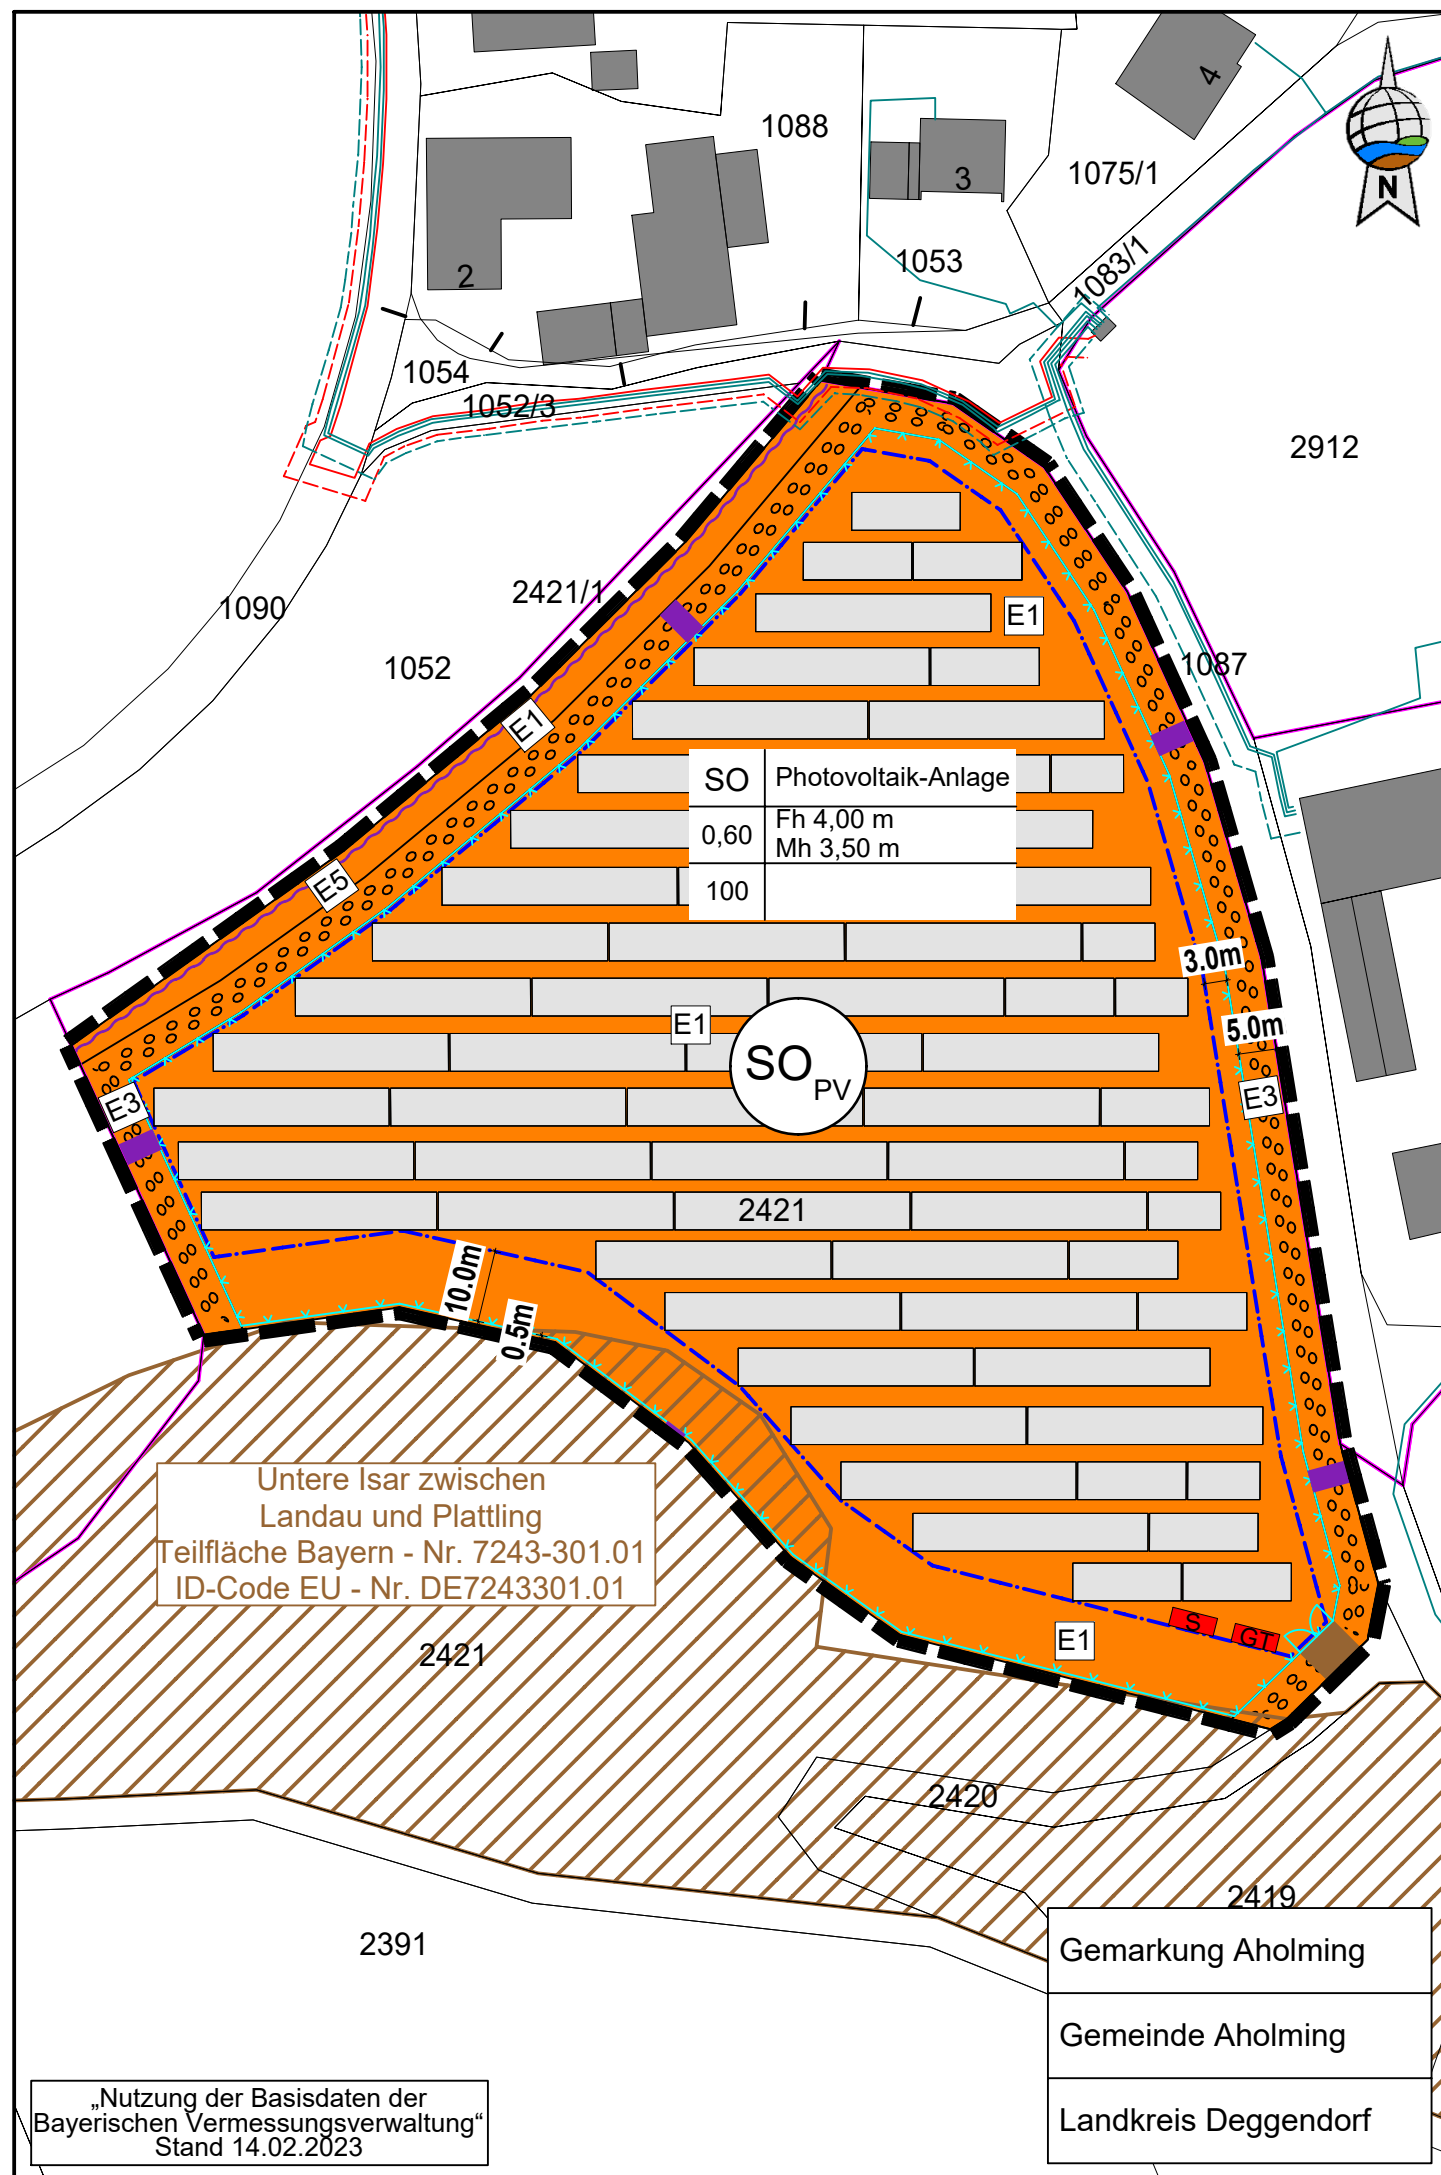 4
1088
3
1075/1
N
2
1053
1083/1
1054
1052/3
2912
1090
2421/1
E1
1052
1087
E1
SO Photovoltaik-Anlage
0,60 Fh 4,00 m
Mh 3,50 m
100
E5
3.0m
E1
5.0m
SO PV
E3
E3
2421
10.0m
0.5m
Untere Isar zwischen
Landau und Plattling
Teilfläche Bayern - Nr. 7243-301.01
ID-Code EU - Nr. DE7243301.01
S
GT
E1
2421
2420
2419
2391
Gemarkung Aholming
Gemeinde Aholming
Landkreis Deggendorf
„Nutzung der Basisdaten der
Bayerischen Vermessungsverwaltung“
Stand 14.02.2023